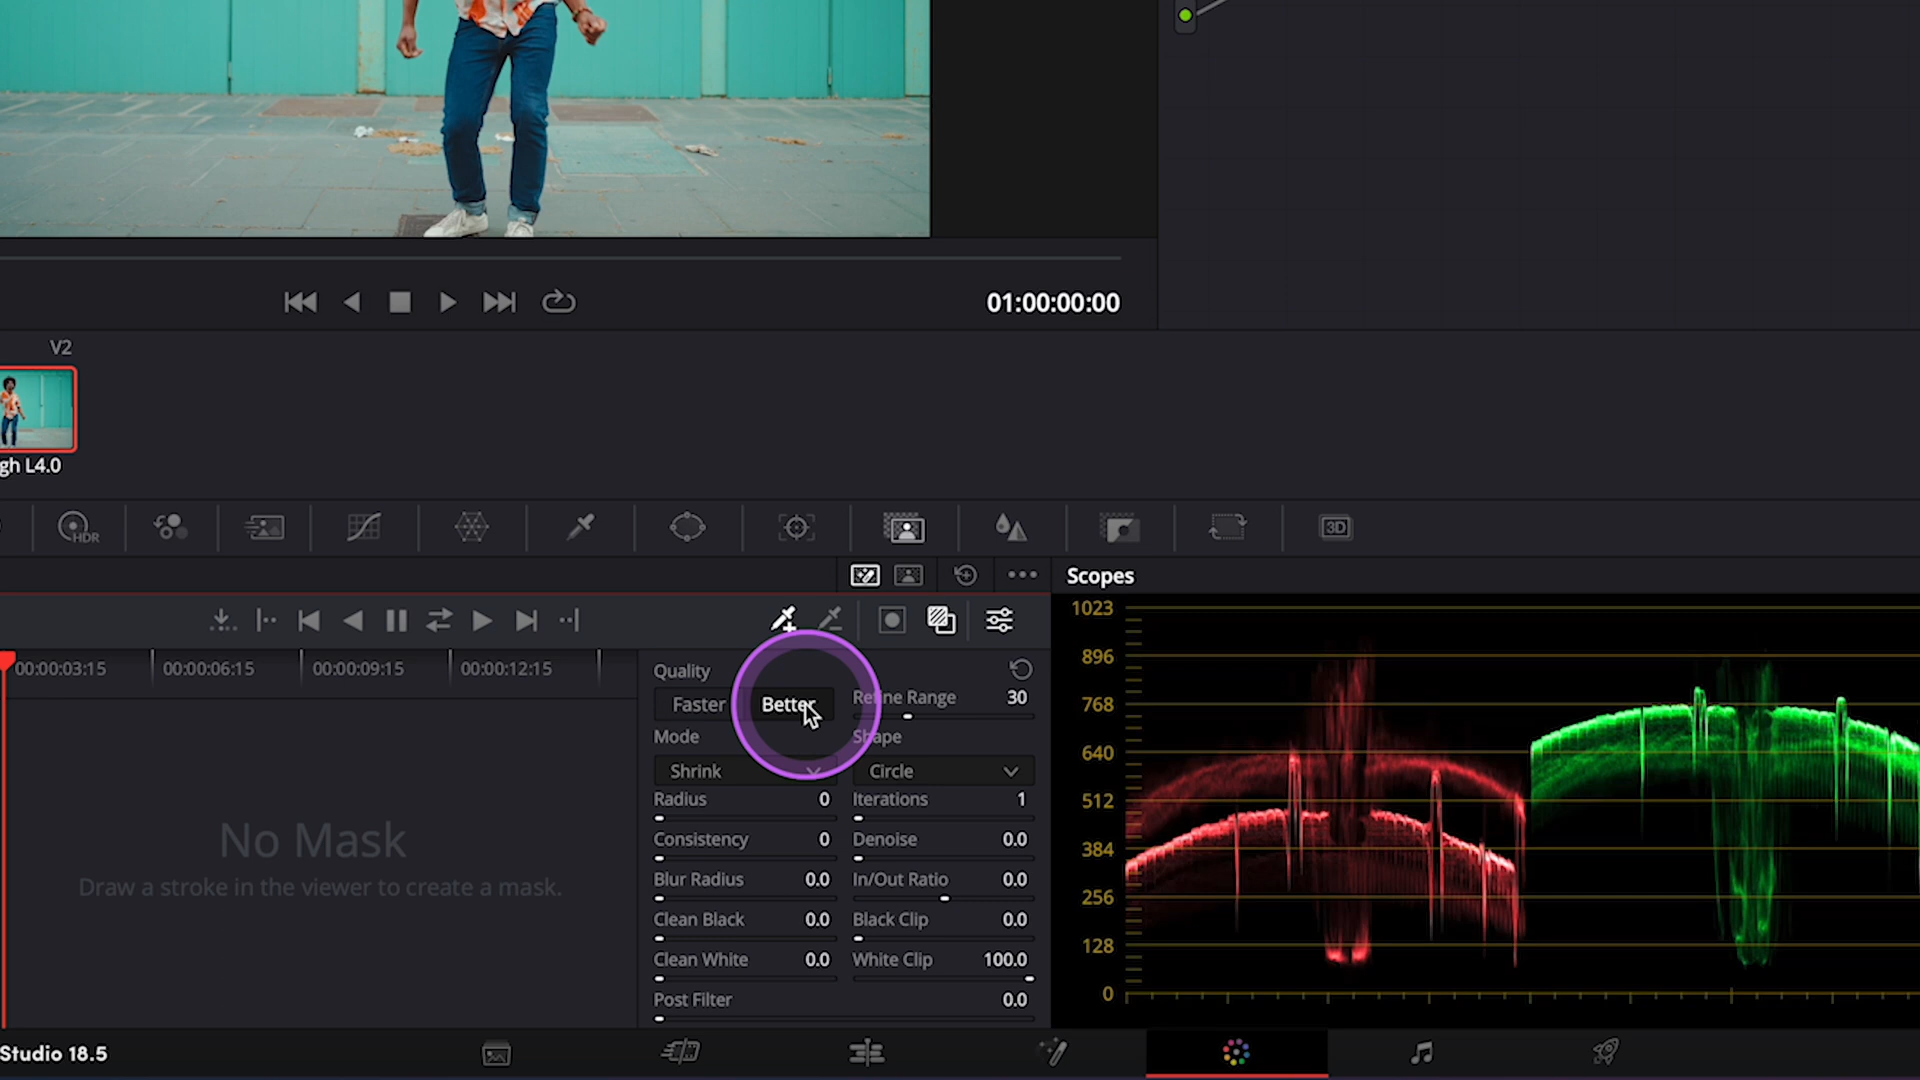 01:00:00:00
V2
gh L4.0
HDR
3D
Scopes
00:00:03:15
00:00:06:15
00:00:09:15
00:00:12:15
No Mask
Draw a stroke in the viewer to create a mask.
Quality
Faster
Better
Refine Range 30
Mode
Shape
Shrink
Circle
Radius 0
Iterations 1
Consistency 0
Denoise 0.0
Blur Radius 0.0
In/Out Ratio 0.0
Clean Black 0.0
Black Clip 0.0
Clean White 0.0
White Clip 100.0
Post Filter 0.0
1023
896
768
640
512
384
256
128
0
Studio 18.5